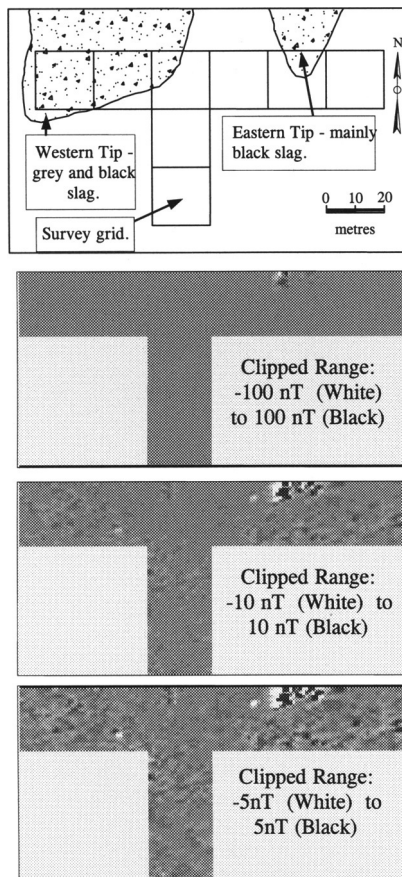 N
Western Tip -
grey and black
slag.
Eastern Tip - mainly
black slag.
Survey grid.
0 10 20
metres
Clipped Range:
-100 nT (White)
to 100 nT (Black)
Clipped Range:
-10 nT (White) to
10 nT (Black)
Clipped Range:
-5nT (White) to
5nT (Black)